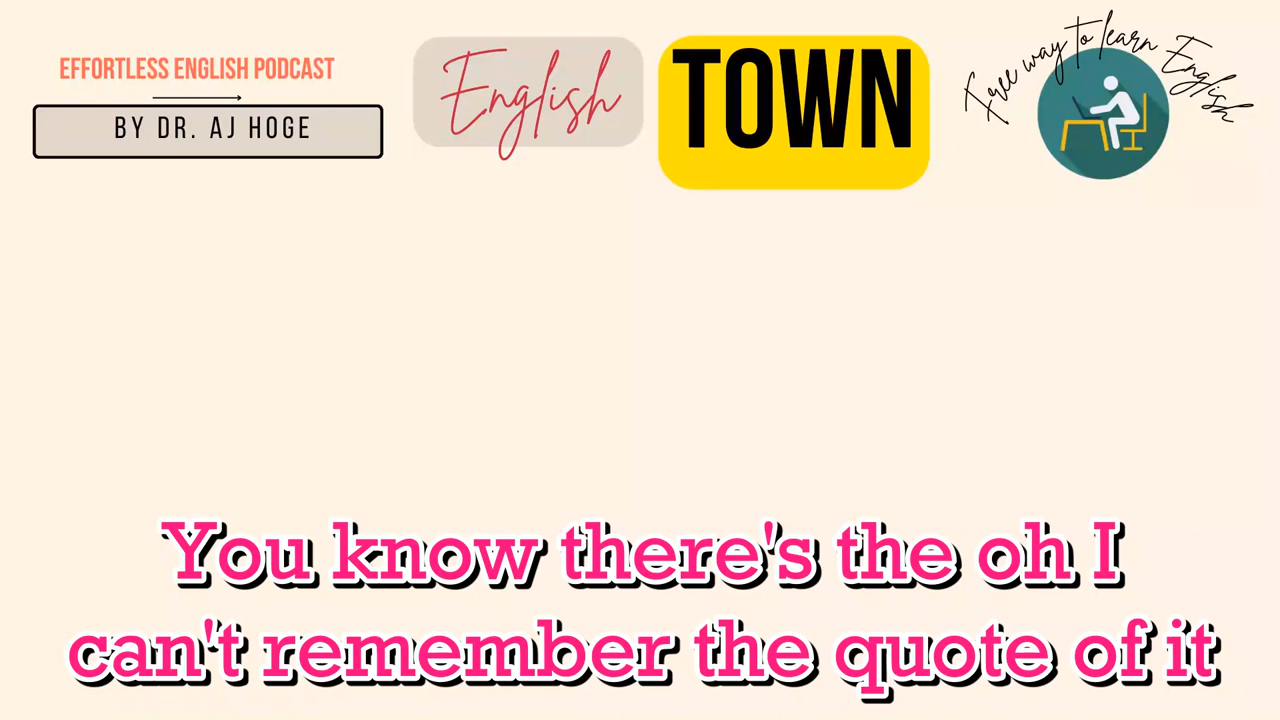 EFFORTLESS ENGLISH PODCAST
BY DR. AJ HOGE
English
TOWN
Free way to learn English
You know there's the oh I
can't remember the quote of it